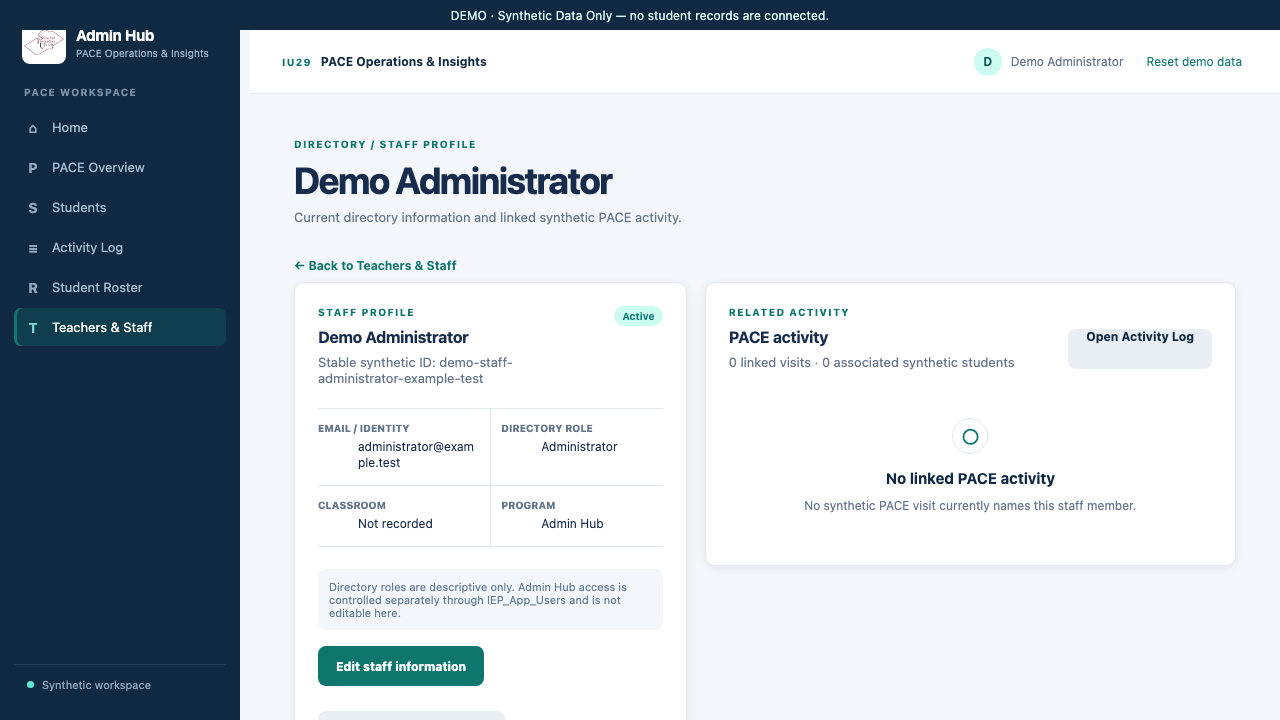 DEMO · Synthetic Data Only — no student records are connected.
Admin Hub
PACE Operations & Insights
PACE WORKSPACE
⌂ Home
P PACE Overview
S Students
≡ Activity Log
R Student Roster
T Teachers & Staff
Synthetic workspace
IU29 PACE Operations & Insights
D Demo Administrator
Reset demo data
DIRECTORY / STAFF PROFILE
Demo Administrator
Current directory information and linked synthetic PACE activity.
← Back to Teachers & Staff
STAFF PROFILE
Active
Demo Administrator
Stable synthetic ID: demo-staff-
administrator-example-test
EMAIL / IDENTITY
administrator@exam
ple.test
DIRECTORY ROLE
Administrator
CLASSROOM
Not recorded
PROGRAM
Admin Hub
Directory roles are descriptive only. Admin Hub access is
controlled separately through IEP_App_Users and is not
editable here.
Edit staff information
RELATED ACTIVITY
PACE activity
0 linked visits · 0 associated synthetic students
Open Activity Log
No linked PACE activity
No synthetic PACE visit currently names this staff member.